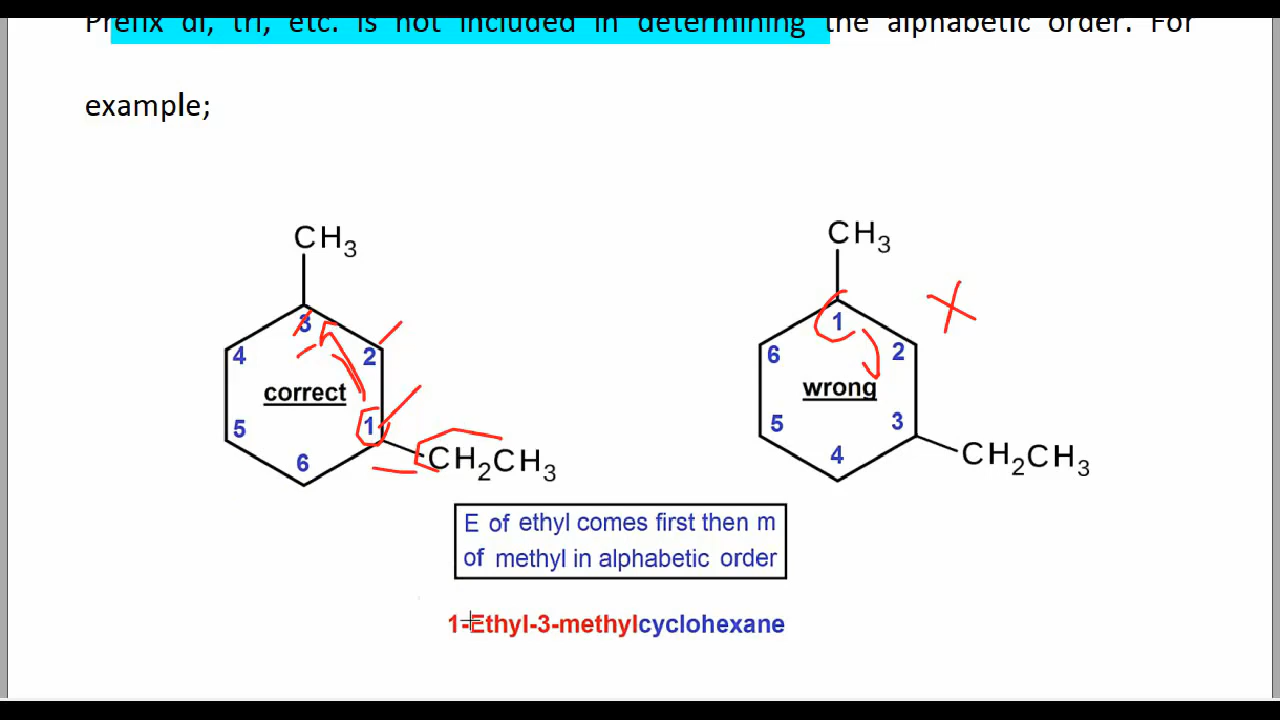 Prefix di, tri, etc. is not included in determining the alphabetic order. For
example;
CH3
CH3
3
1
4
2
6
2
correct
wrong
5
1
5
3
6
4
CH2CH3
CH2CH3
E of ethyl comes first then m
of methyl in alphabetic order
1-Ethyl-3-methylcyclohexane